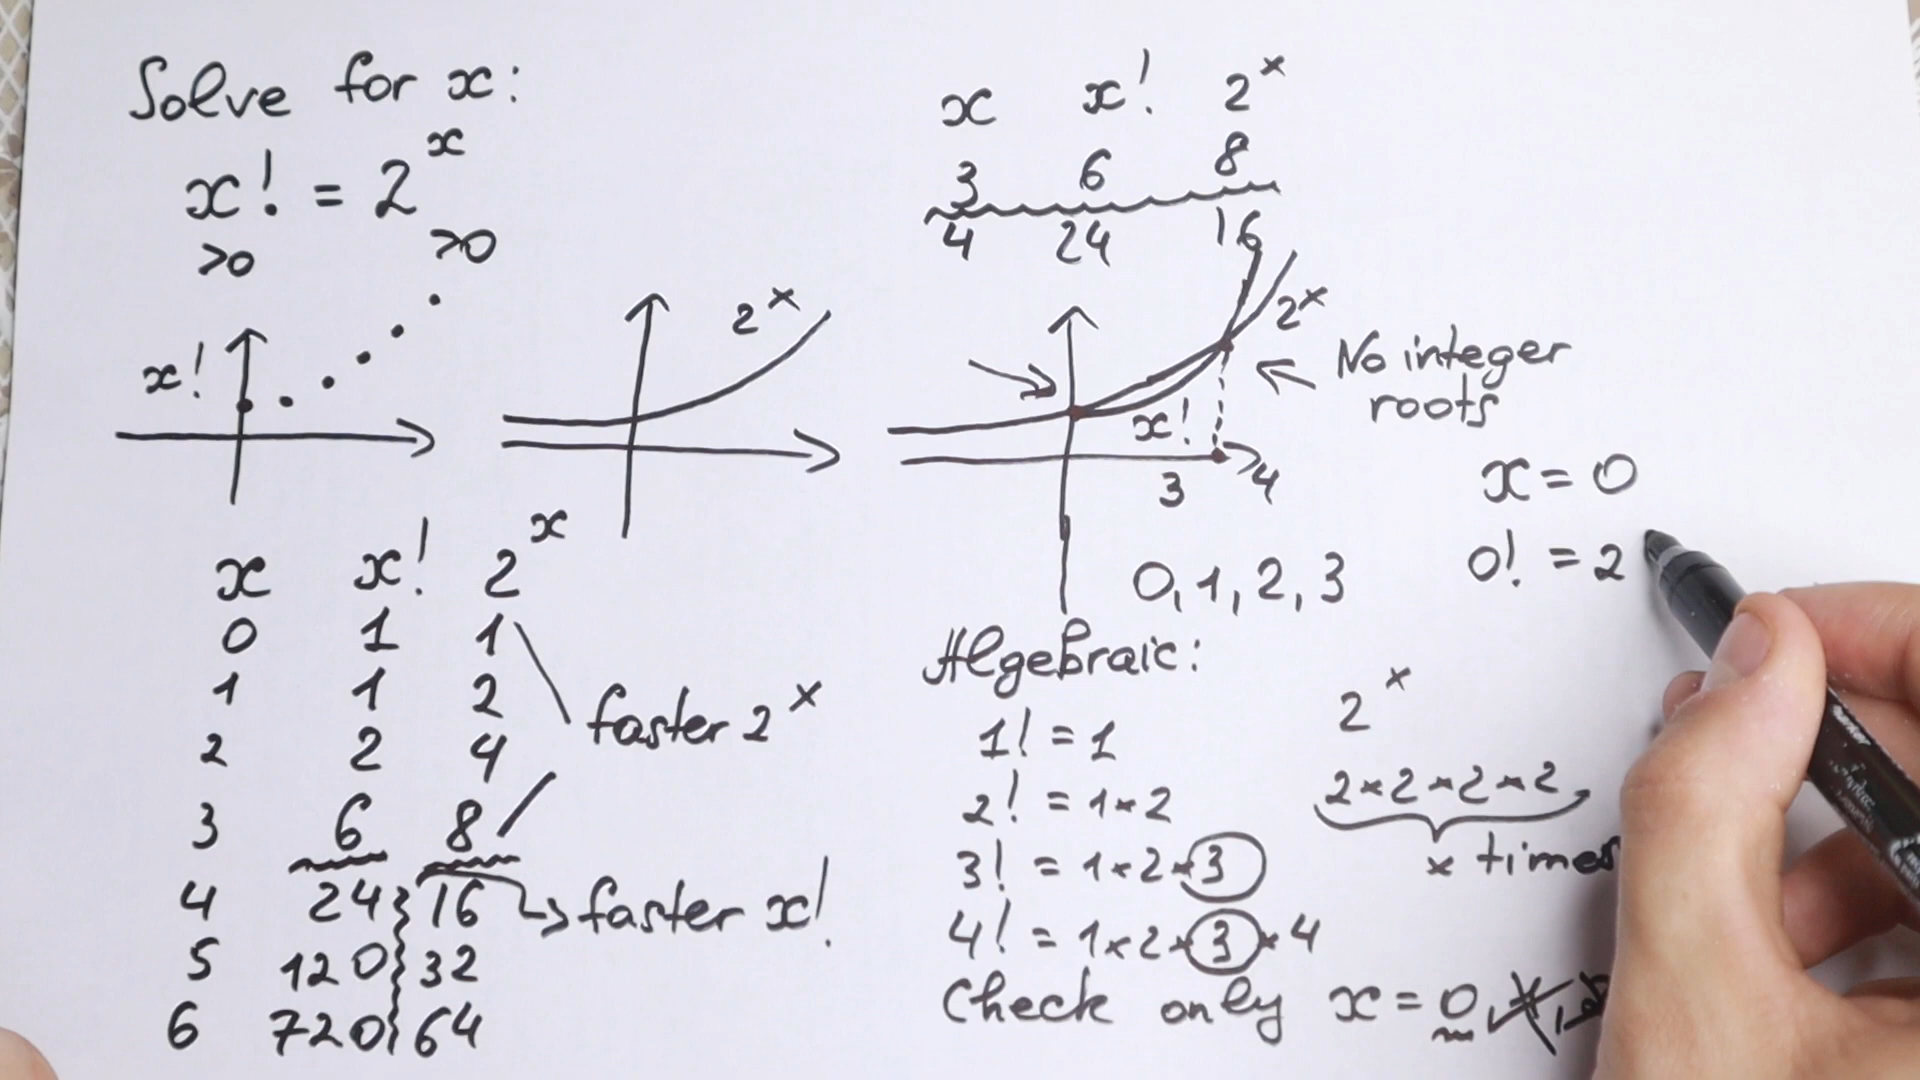 Solve for x:
x! = 2^x
>0 >0
x!
2^x
x x! 2^x
0 1 1
1 1 2
2 2 4
3 6 8
4 24 16
5 120 32
6 720 64
faster 2^x
faster x!
x x! 2^x
3 6 8
4 24 16
2^x
x!
3 4
No integer
roots
0, 1, 2, 3
x = 0
0! = 2
Algebraic:
1! = 1
2! = 1×2
3! = 1×2×3
4! = 1×2×3×4
2^x
2×2×2×2
x times
Check only x = 0,